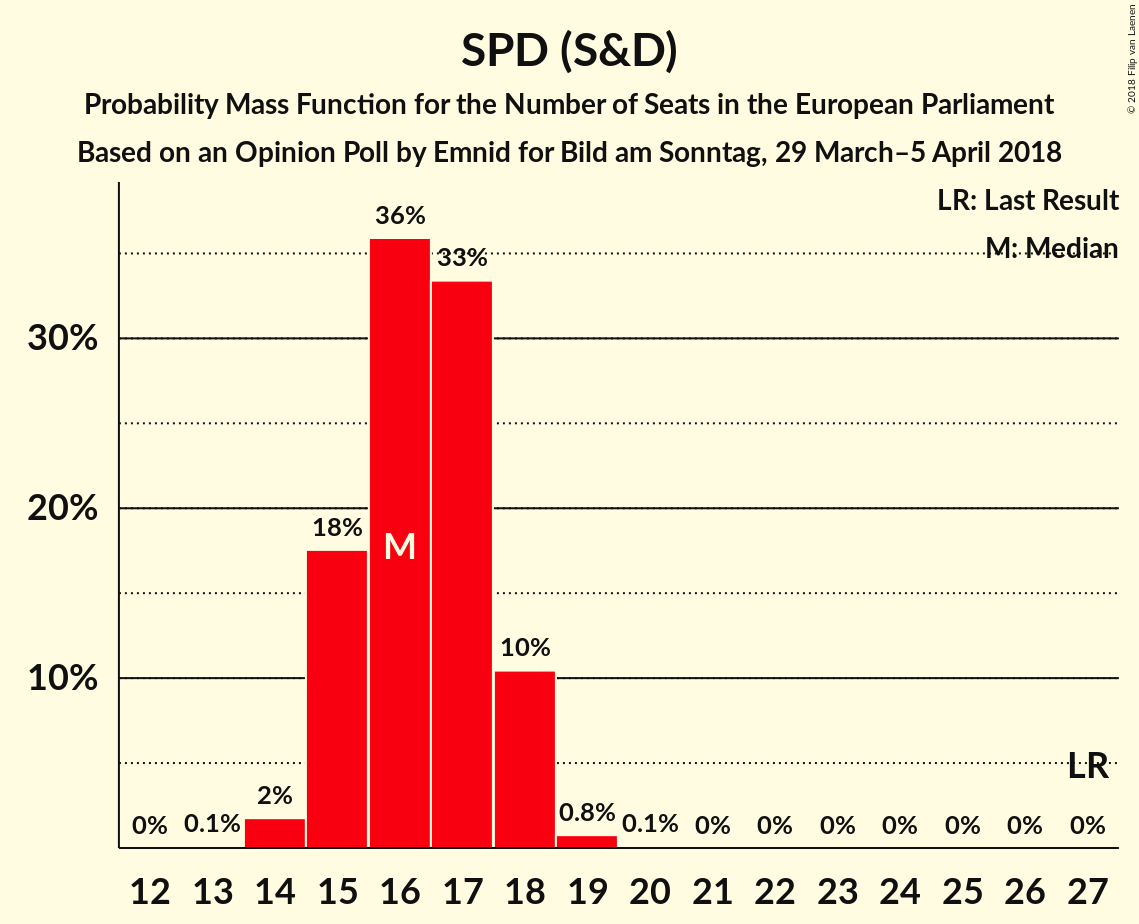 SPD (S&D)
Probability Mass Function for the Number of Seats in the European Parliament
Based on an Opinion Poll by Emnid for Bild am Sonntag, 29 March–5 April 2018
© 2018 Filip van Laenen
LR: Last Result
M: Median
36%
33%
30%
20%
18%
M
10%
10%
LR
2%
0.8%
0% 0.1% 0.1% 0% 0% 0% 0% 0% 0% 0%
12 13 14 15 16 17 18 19 20 21 22 23 24 25 26 27